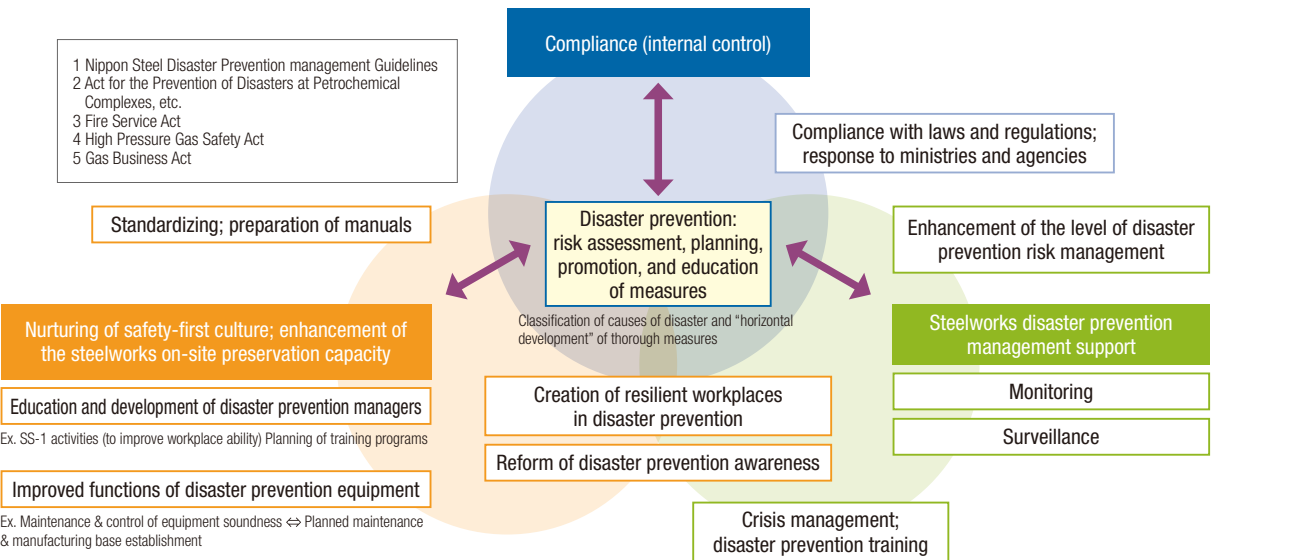 Compliance (internal control)
1 Nippon Steel Disaster Prevention management Guidelines
2 Act for the Prevention of Disasters at Petrochemical
Complexes, etc.
3 Fire Service Act
4 High Pressure Gas Safety Act
5 Gas Business Act
Compliance with laws and regulations;
response to ministries and agencies
Standardizing; preparation of manuals
Disaster prevention:
risk assessment, planning,
promotion, and education
of measures
Enhancement of the level of disaster
prevention risk management
Classification of causes of disaster and “horizontal
development” of thorough measures
Nurturing of safety-first culture; enhancement of
the steelworks on-site preservation capacity
Steelworks disaster prevention
management support
Education and development of disaster prevention managers
Ex. SS-1 activities (to improve workplace ability) Planning of training programs
Creation of resilient workplaces
in disaster prevention
Monitoring
Surveillance
Reform of disaster prevention awareness
Improved functions of disaster prevention equipment
Ex. Maintenance & control of equipment soundness ⇔ Planned maintenance
& manufacturing base establishment
Crisis management;
disaster prevention training